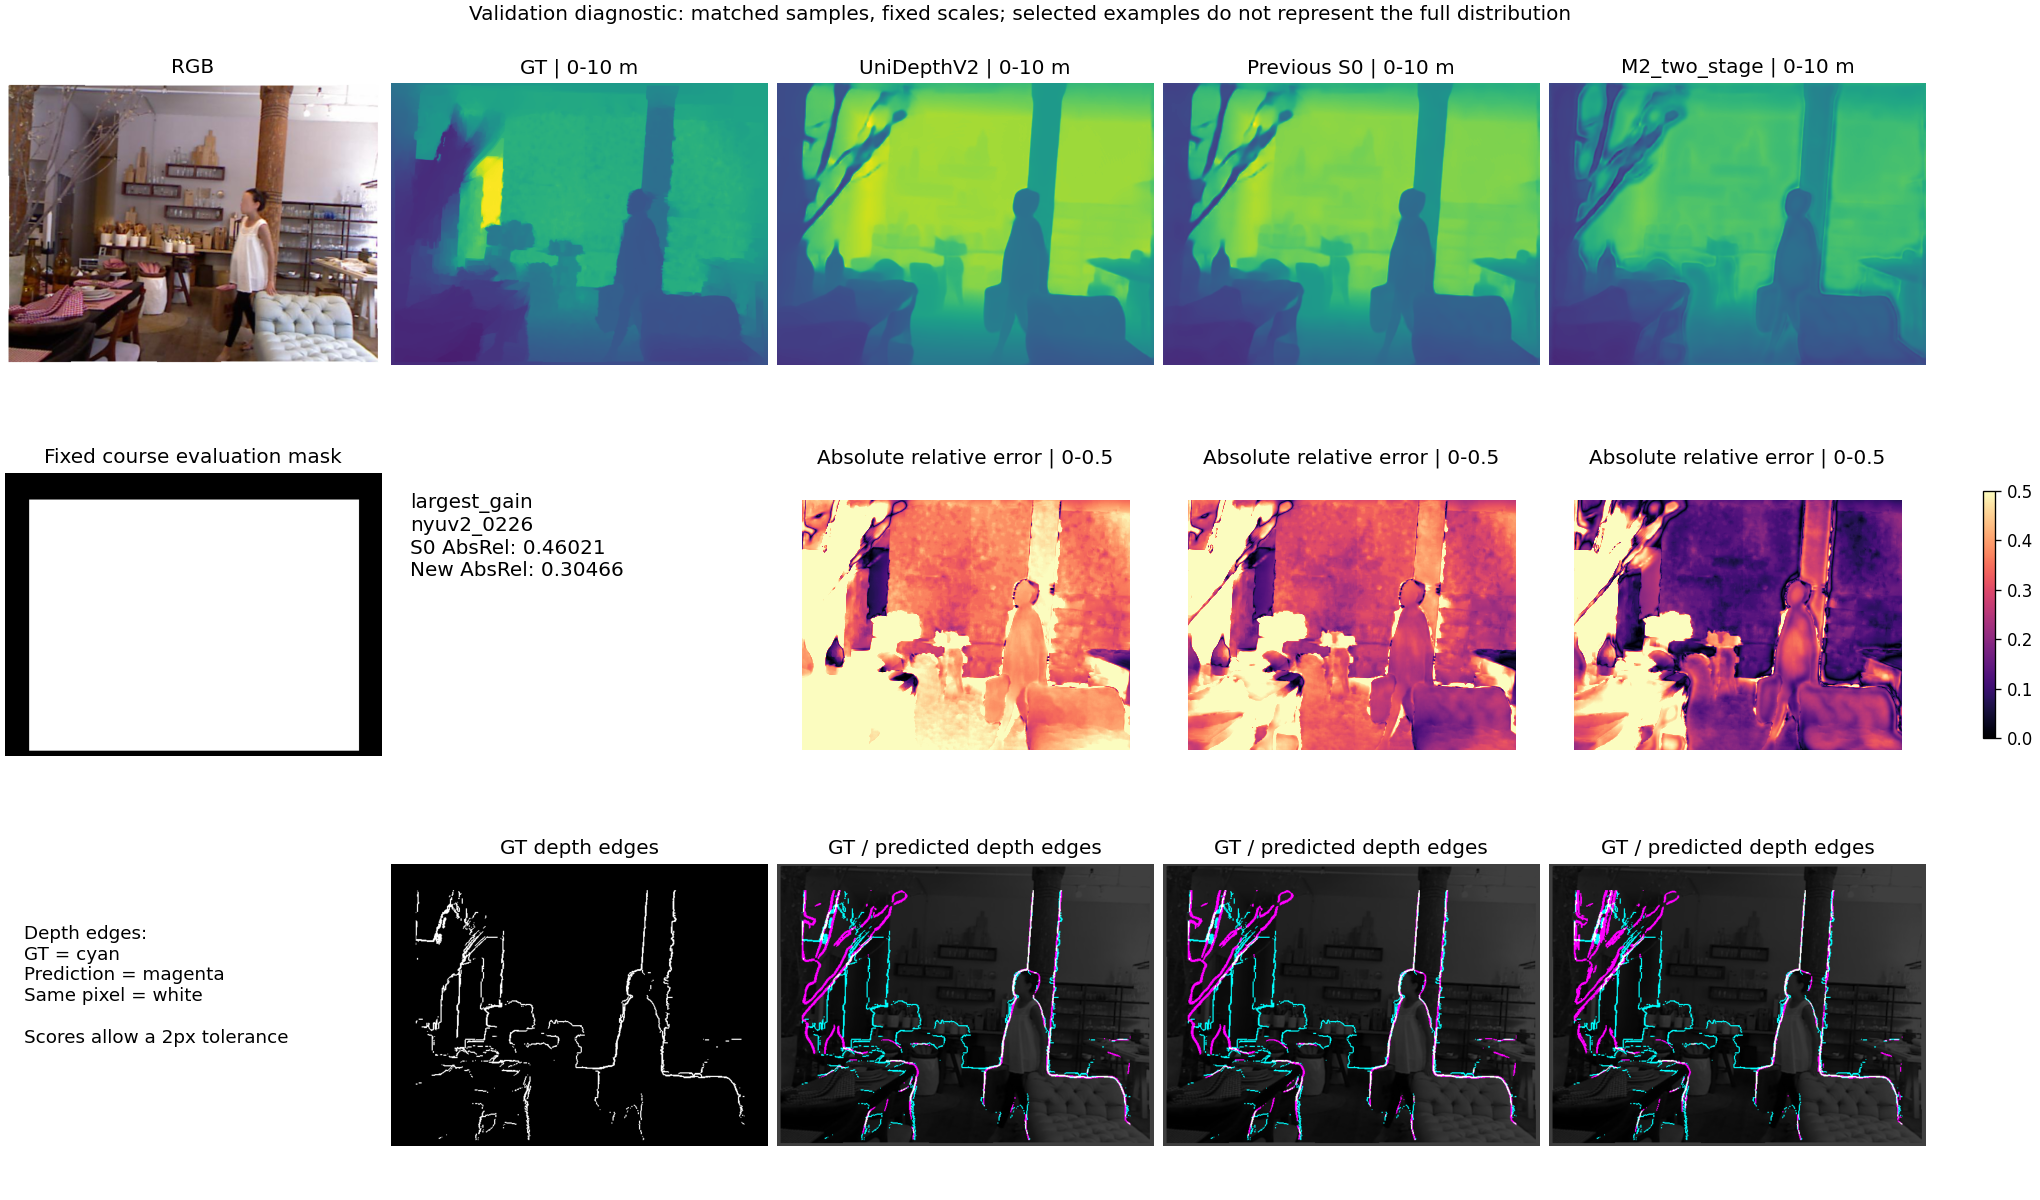 Validation diagnostic: matched samples, fixed scales; selected examples do not represent the full distribution
RGB
GT | 0-10 m
UniDepthV2 | 0-10 m
Previous S0 | 0-10 m
M2_two_stage | 0-10 m
Fixed course evaluation mask
largest_gain
nyuv2_0226
S0 AbsRel: 0.46021
New AbsRel: 0.30466
Absolute relative error | 0-0.5
Absolute relative error | 0-0.5
Absolute relative error | 0-0.5
0.5
0.4
0.3
0.2
0.1
0.0
Depth edges:
GT = cyan
Prediction = magenta
Same pixel = white
Scores allow a 2px tolerance
GT depth edges
GT / predicted depth edges
GT / predicted depth edges
GT / predicted depth edges